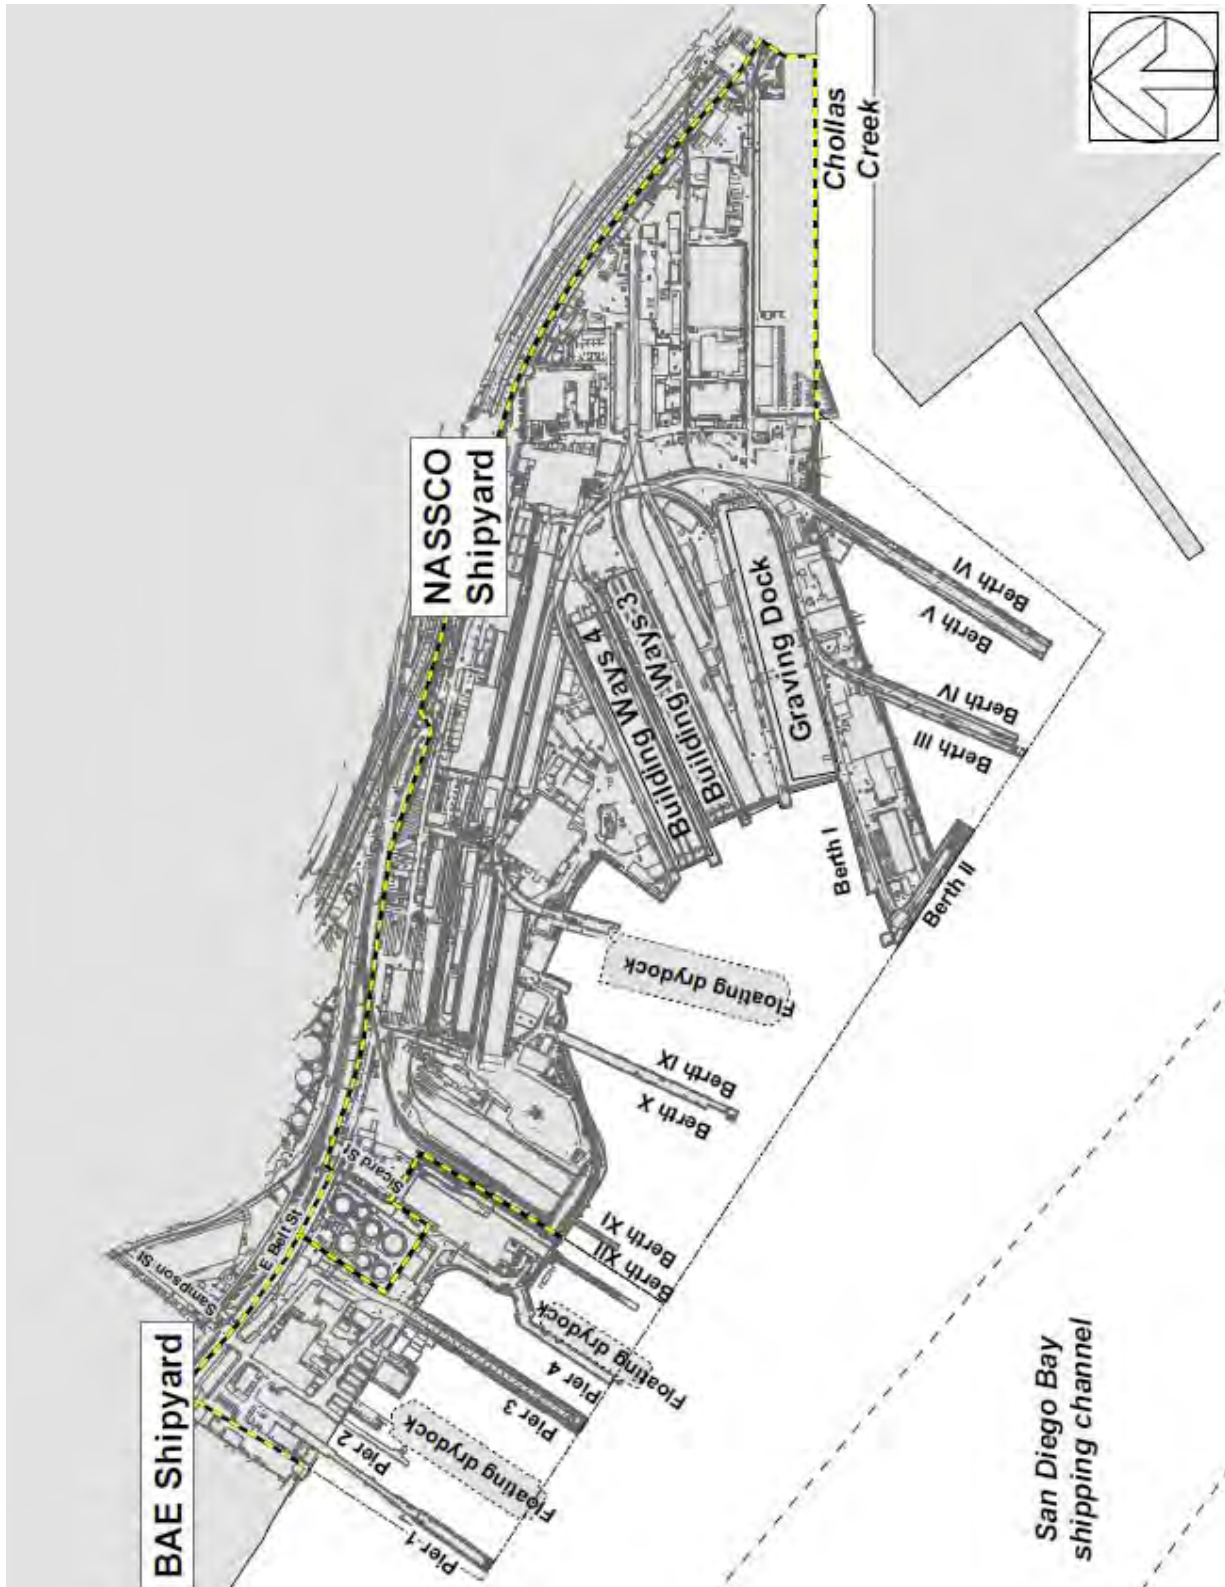 BAE Shipyard
NASSCO
Shipyard
Chollas
Creek
San Diego Bay
shipping channel
Sampson St
E Belt St
Sicard St
Pier 1
Pier 2
Floating drydock
Pier 3
Pier 4
Floating drydock
Berth XII
Berth XI
Berth X
Berth IX
Floating drydock
Building Ways 4
Building Ways 3
Graving Dock
Berth I
Berth II
Berth III
Berth IV
Berth V
Berth VI